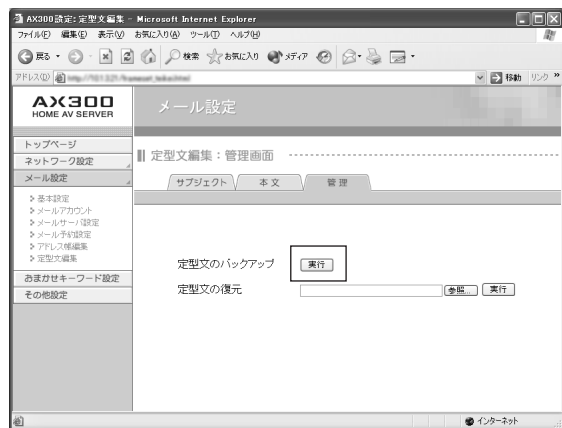 AX300設定:定型文編集 - Microsoft Internet Explorer
ファイル(F) 編集(E) 表示(V) お気に入り(A) ツール(T) ヘルプ(H)
戻る 検索 お気に入り メディア
アドレス(D) 移動 リンク »
AX300
HOME AV SERVER
メール設定
トップページ
ネットワーク設定
メール設定
基本設定
メールアカウント
メールサーバ設定
メール予約設定
アドレス帳編集
定型文編集
おまかせキーワード設定
その他設定
定型文編集:管理画面
サブジェクト 本文 管理
定型文のバックアップ 実行
定型文の復元 参照... 実行
インターネット